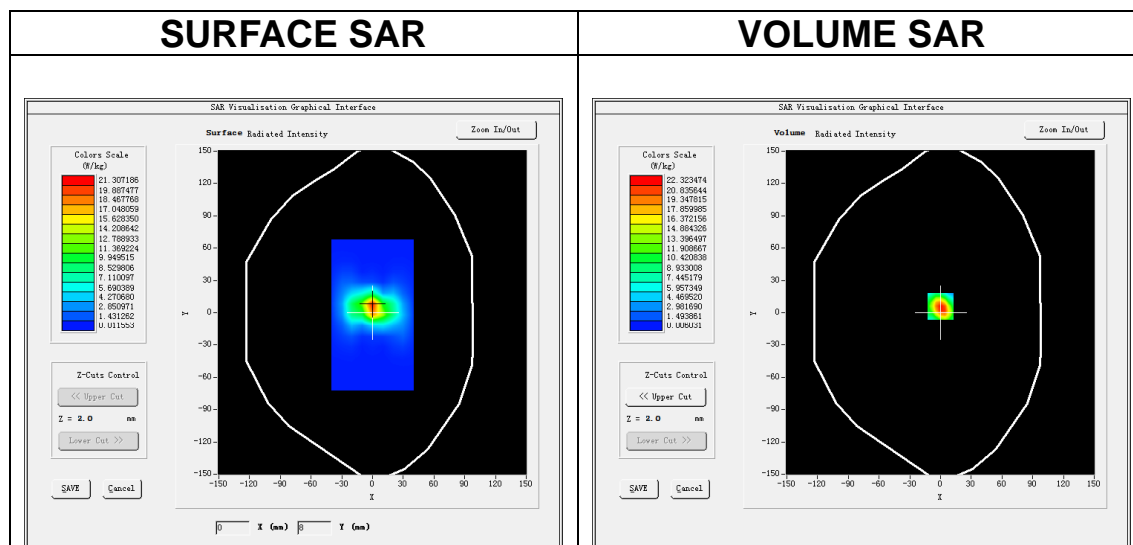 SURFACE SAR
VOLUME SAR
SAR Visualisation Graphical Interface
Surface Radiated Intensity
Zoom In/Out
Colors Scale
(W/kg)
21.307186
19.887477
18.467768
17.048059
15.628350
14.208642
12.788933
11.369224
9.949515
8.529806
7.110097
5.690389
4.270680
2.850971
1.431262
0.011553
Z-Cuts Control
<< Upper Cut
Z = 2.0 mm
Lower Cut >>
SAVE
Cancel
150
120
90
60
30
0
-30
-60
-90
-120
-150
Y
-150 -120 -90 -60 -30 0 30 60 90 120 150
X
0 X (mm) 8 Y (mm)
SAR Visualisation Graphical Interface
Volume Radiated Intensity
Zoom In/Out
Colors Scale
(W/kg)
22.323474
20.835644
19.347815
17.859985
16.372156
14.884326
13.396497
11.908667
10.420838
8.933008
7.445179
5.957349
4.469520
2.981690
1.493861
0.006031
Z-Cuts Control
<< Upper Cut
Z = 2.0 mm
Lower Cut >>
SAVE
Cancel
150
120
90
60
30
0
-30
-60
-90
-120
-150
Y
-150 -120 -90 -60 -30 0 30 60 90 120 150
X